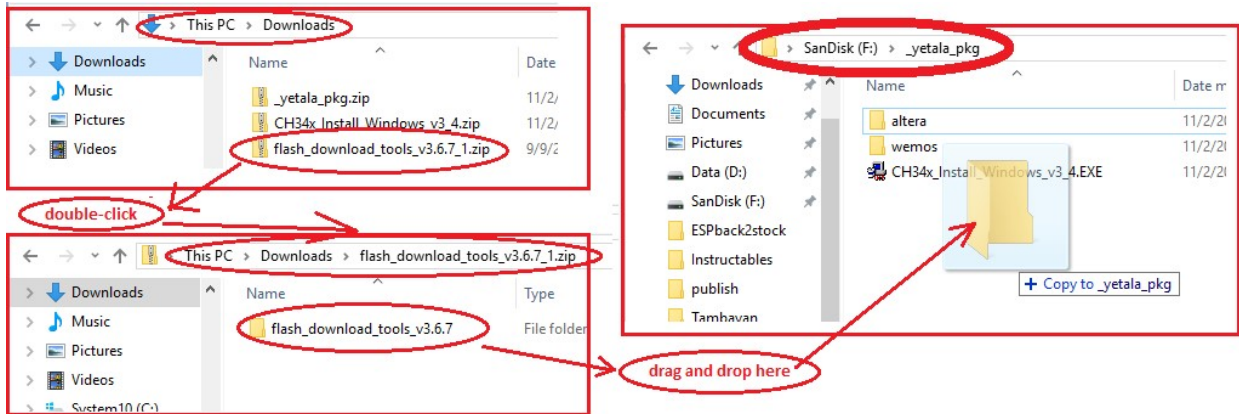 This PC > Downloads
Downloads
Music
Pictures
Videos
Name
Date
_yetala_pkg.zip
11/2/
CH34x_Install_Windows_v3_4.zip
11/2/
flash_download_tools_v3.6.7_1.zip
9/9/2
double-click
This PC > Downloads > flash_download_tools_v3.6.7_1.zip
Downloads
Music
Pictures
Videos
System10 (C:)
Name
Type
flash_download_tools_v3.6.7
File folder
SanDisk (F:) > _yetala_pkg
Downloads
Documents
Pictures
Data (D:)
SanDisk (F:)
ESPback2stock
Instructables
publish
Tambayan
Name
Date m
altera
11/2/20
wemos
11/2/20
CH34x_Install_Windows_v3_4.EXE
11/2/20
+ Copy to _yetala_pkg
drag and drop here